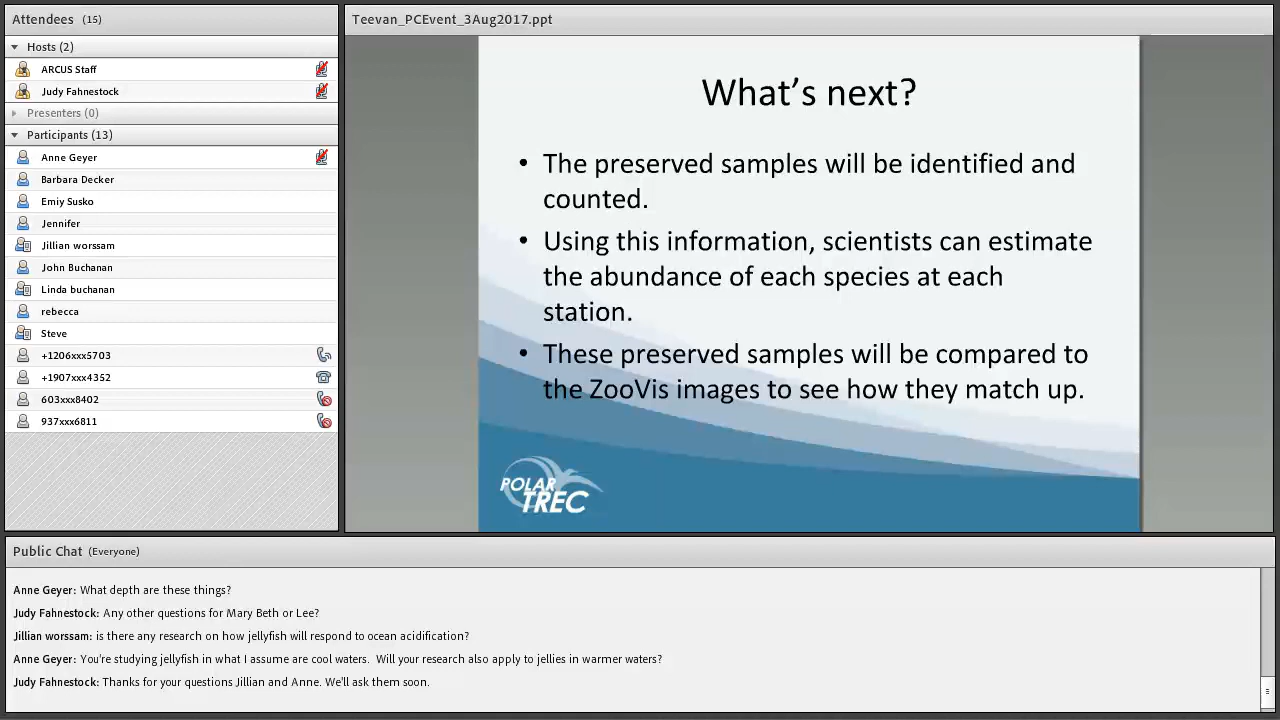 Attendees (15)
Hosts (2)
ARCUS Staff
Judy Fahnestock
Presenters (0)
Participants (13)
Anne Geyer
Barbara Decker
Emiy Susko
Jennifer
Jillian worssam
John Buchanan
Linda buchanan
rebecca
Steve
+1206xxx5703
+1907xxx4352
603xxx8402
937xxx6811
Teevan_PCEvent_3Aug2017.ppt
What’s next?
• The preserved samples will be identified and
counted.
• Using this information, scientists can estimate
the abundance of each species at each
station.
• These preserved samples will be compared to
the ZooVis images to see how they match up.
POLAR
TREC
Public Chat (Everyone)
Anne Geyer: What depth are these things?
Judy Fahnestock: Any other questions for Mary Beth or Lee?
Jillian worssam: is there any research on how jellyfish will respond to ocean acidification?
Anne Geyer: You're studying jellyfish in what I assume are cool waters. Will your research also apply to jellies in warmer waters?
Judy Fahnestock: Thanks for your questions Jillian and Anne. We'll ask them soon.